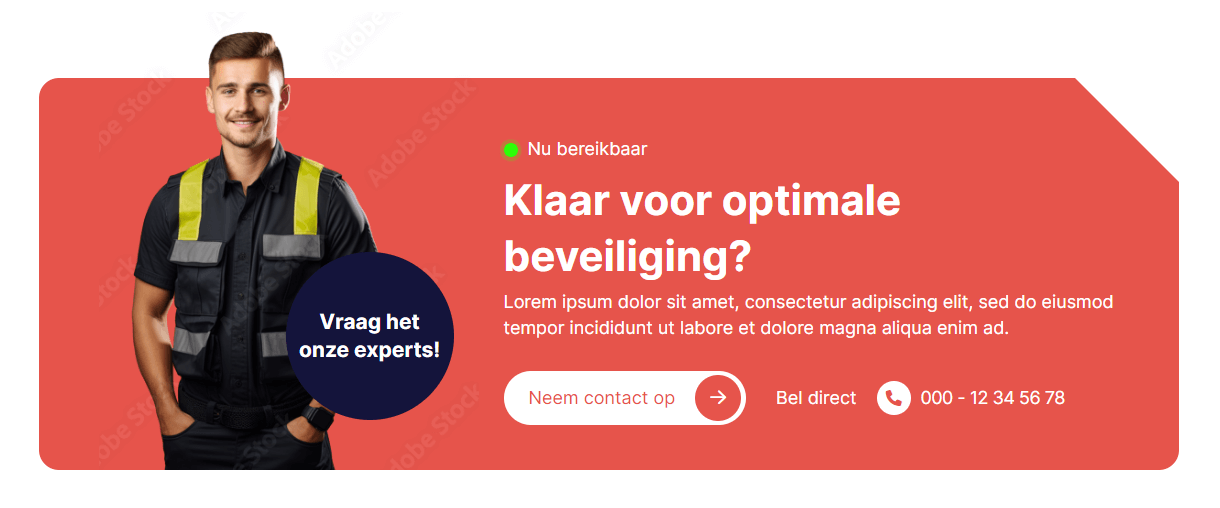 Nu bereikbaar
Klaar voor optimale
beveiliging?
Lorem ipsum dolor sit amet, consectetur adipiscing elit, sed do eiusmod
tempor incididunt ut labore et dolore magna aliqua enim ad.
Vraag het
onze experts!
Neem contact op
Bel direct
000 - 12 34 56 78
Adobe Stock
Adobe Stock